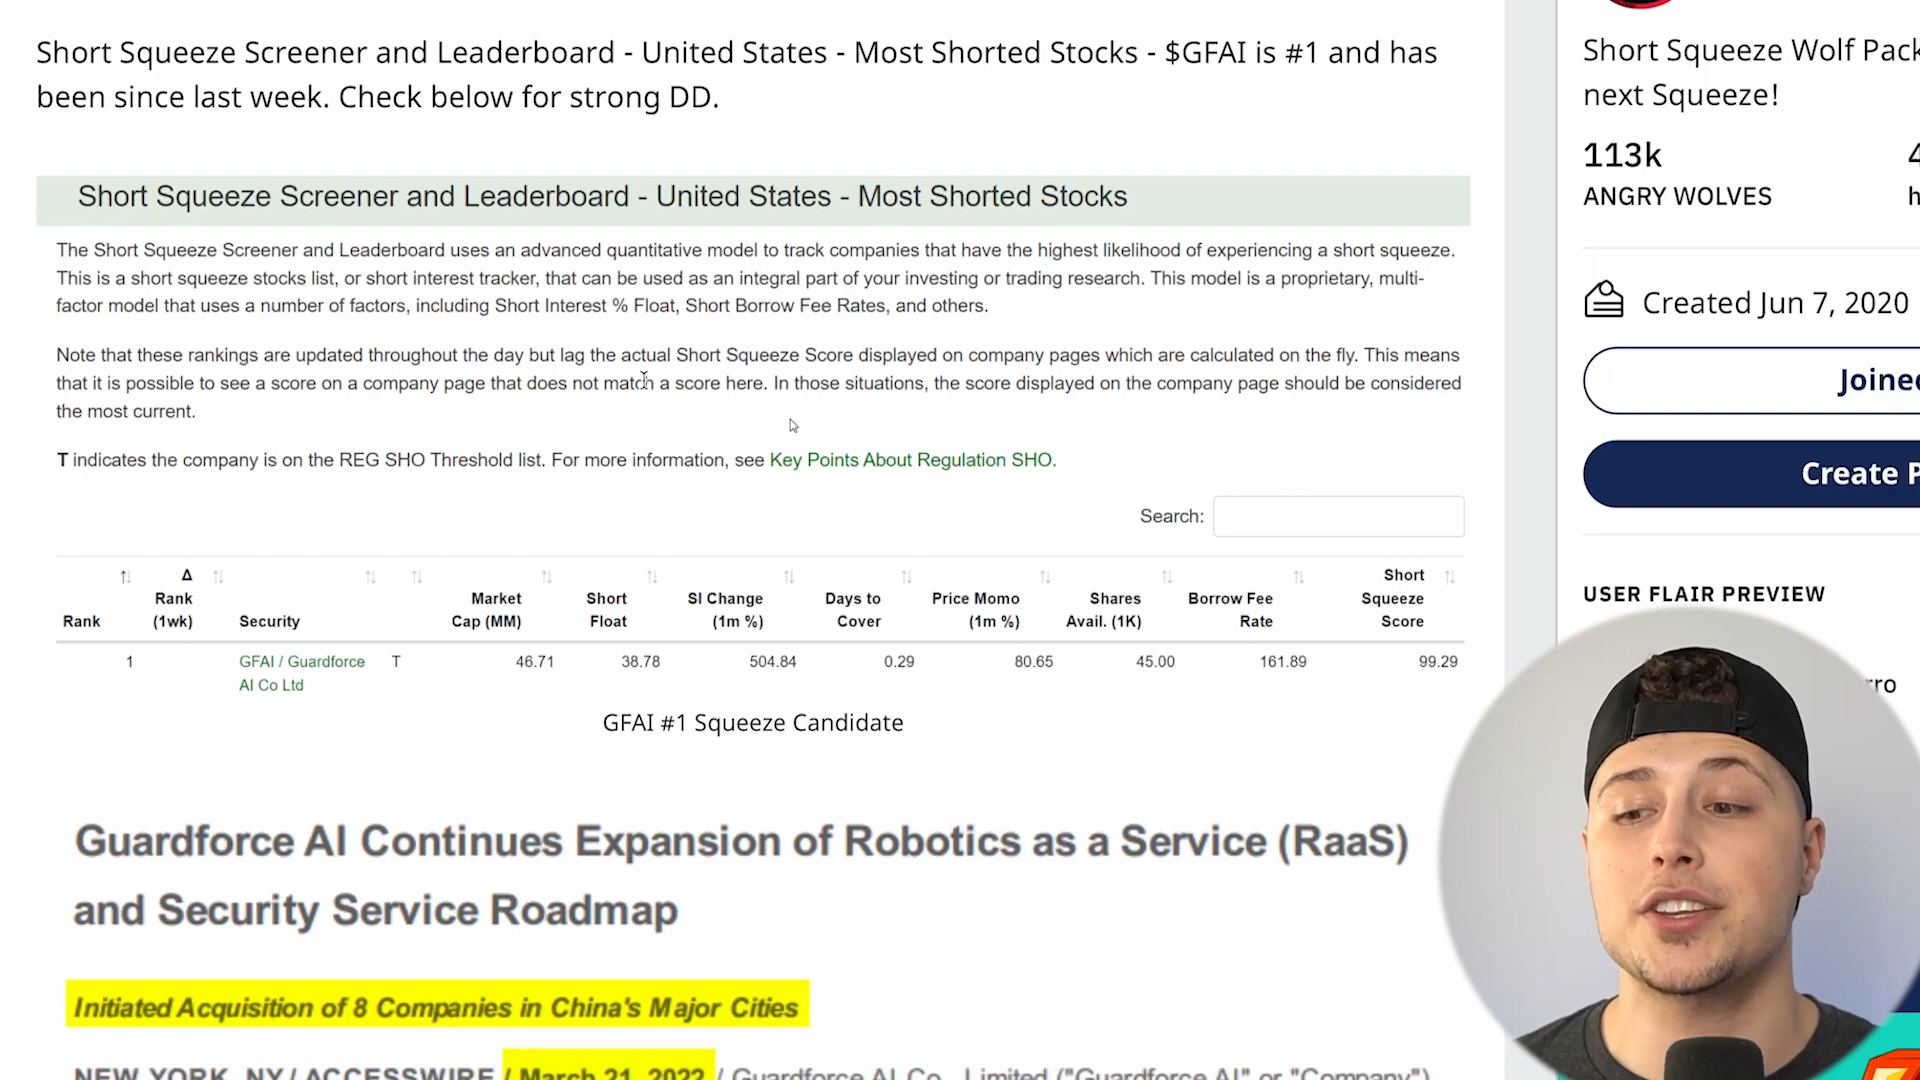 Short Squeeze Screener and Leaderboard - United States - Most Shorted Stocks - $GFAI is #1 and has
been since last week. Check below for strong DD.
Short Squeeze Screener and Leaderboard - United States - Most Shorted Stocks
The Short Squeeze Screener and Leaderboard uses an advanced quantitative model to track companies that have the highest likelihood of experiencing a short squeeze.
This is a short squeeze stocks list, or short interest tracker, that can be used as an integral part of your investing or trading research. This model is a proprietary, multi-
factor model that uses a number of factors, including Short Interest % Float, Short Borrow Fee Rates, and others.
Note that these rankings are updated throughout the day but lag the actual Short Squeeze Score displayed on company pages which are calculated on the fly. This means
that it is possible to see a score on a company page that does not match a score here. In those situations, the score displayed on the company page should be considered
the most current.
T indicates the company is on the REG SHO Threshold list. For more information, see Key Points About Regulation SHO.
Search:
Rank Δ Rank (1wk) Security Market Cap (MM) Short Float SI Change (1m %) Days to Cover Price Momo (1m %) Shares Avail. (1K) Borrow Fee Rate Short Squeeze Score
1 GFAI / Guardforce T 46.71 38.78 504.84 0.29 80.65 45.00 161.89 99.29
AI Co Ltd
GFAI #1 Squeeze Candidate
Guardforce AI Continues Expansion of Robotics as a Service (RaaS)
and Security Service Roadmap
Initiated Acquisition of 8 Companies in China's Major Cities
NEW YORK, NY / ACCESSWIRE / March 21, 2022 / Guardforce AI Co., Limited ("Guardforce AI" or "Company")
Short Squeeze Wolf Pack
next Squeeze!
113k
ANGRY WOLVES
Created Jun 7, 2020
Joine
Create P
USER FLAIR PREVIEW